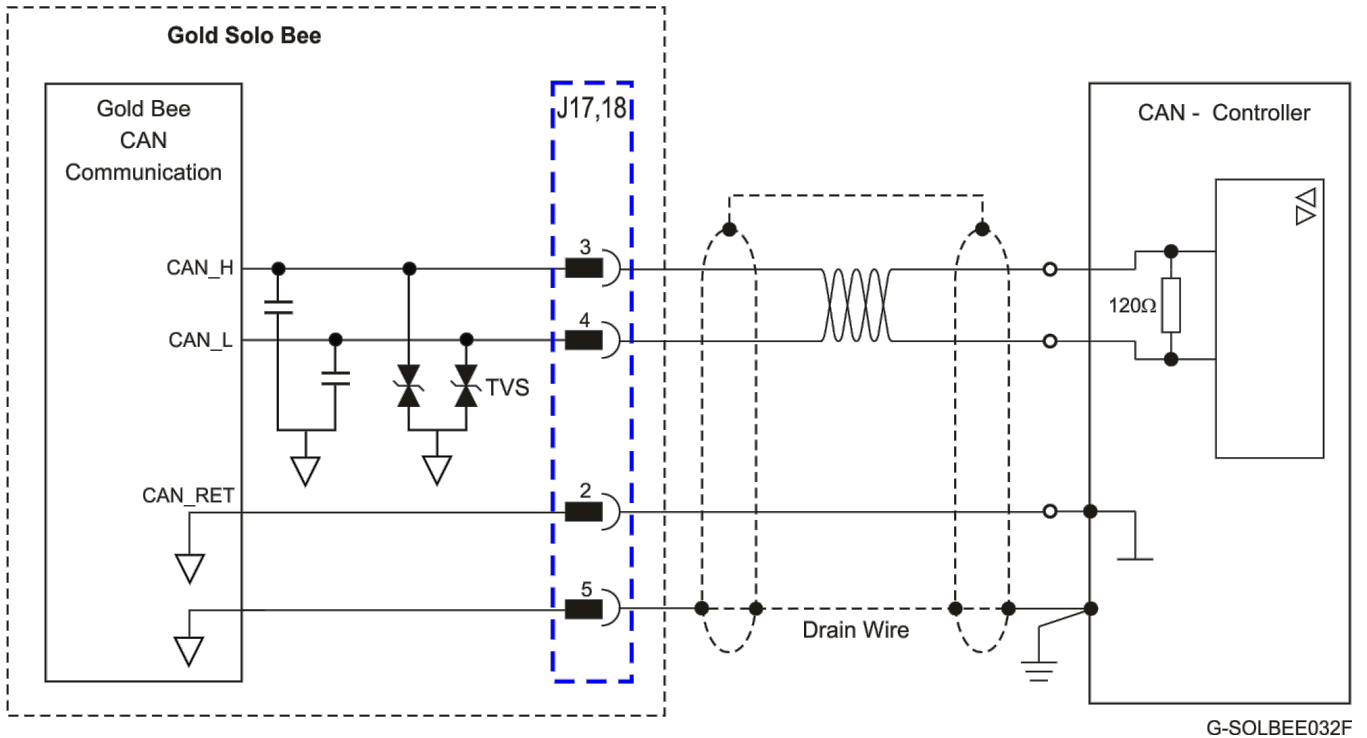 Gold Solo Bee
Gold Bee
CAN
Communication
J17,18
CAN - Controller
3
CAN_H
4
CAN_L
120Ω
TVS
2
CAN_RET
5
Drain Wire
G-SOLBEE032F